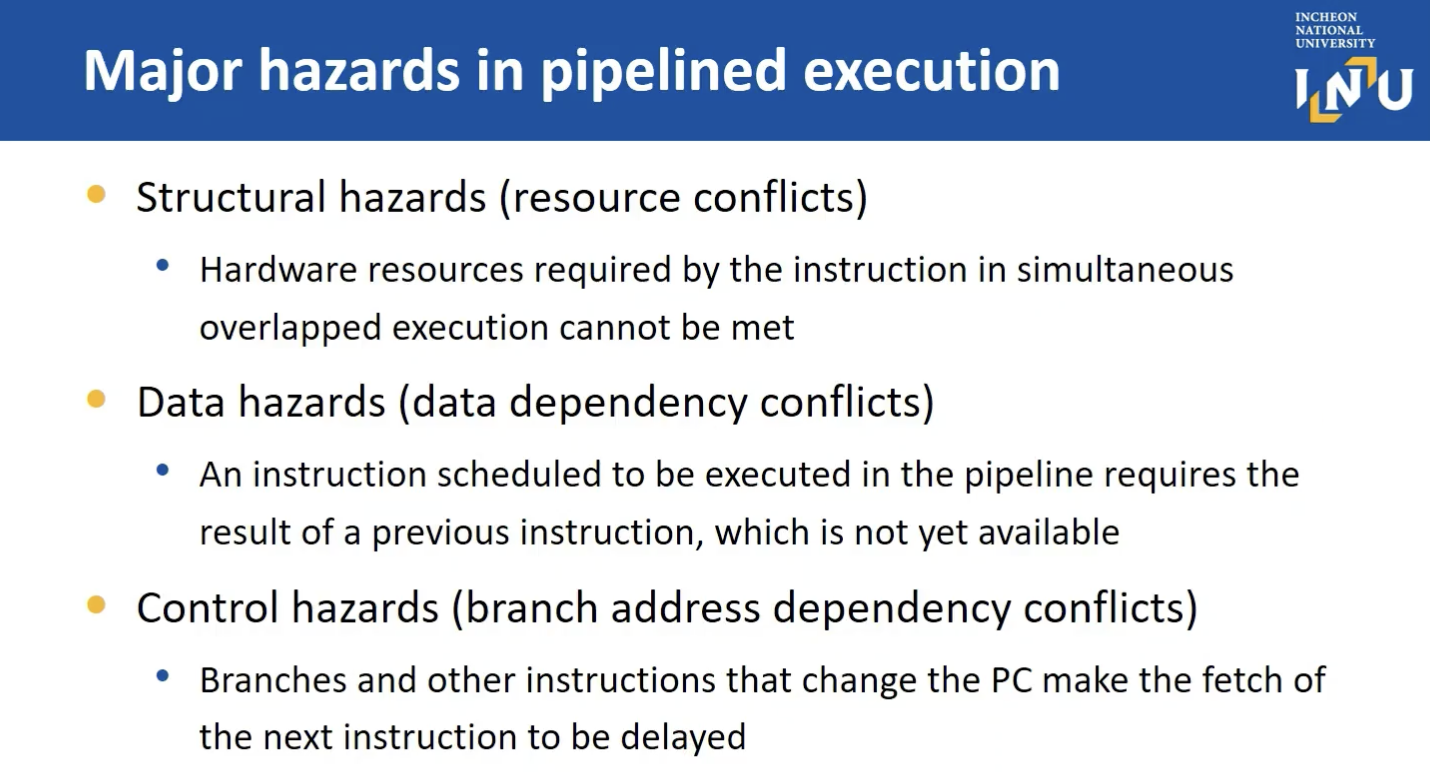 Major hazards in pipelined execution
INCHEON
NATIONAL
UNIVERSITY
INU
Structural hazards (resource conflicts)
Hardware resources required by the instruction in simultaneous
overlapped execution cannot be met
Data hazards (data dependency conflicts)
An instruction scheduled to be executed in the pipeline requires the
result of a previous instruction, which is not yet available
Control hazards (branch address dependency conflicts)
Branches and other instructions that change the PC make the fetch of
the next instruction to be delayed